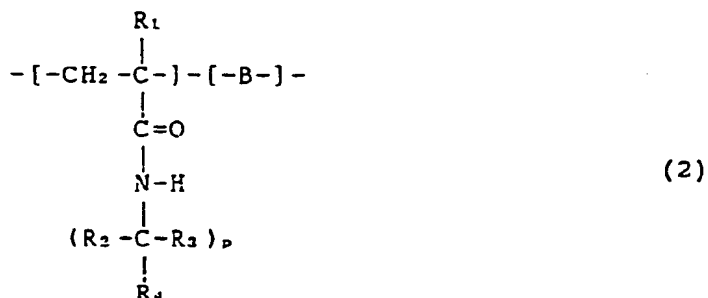 R₁
-[-CH₂-C-]-[-B-]-
C=O
N-H
(2)
(R₂-C-R₃)ₚ
R₄